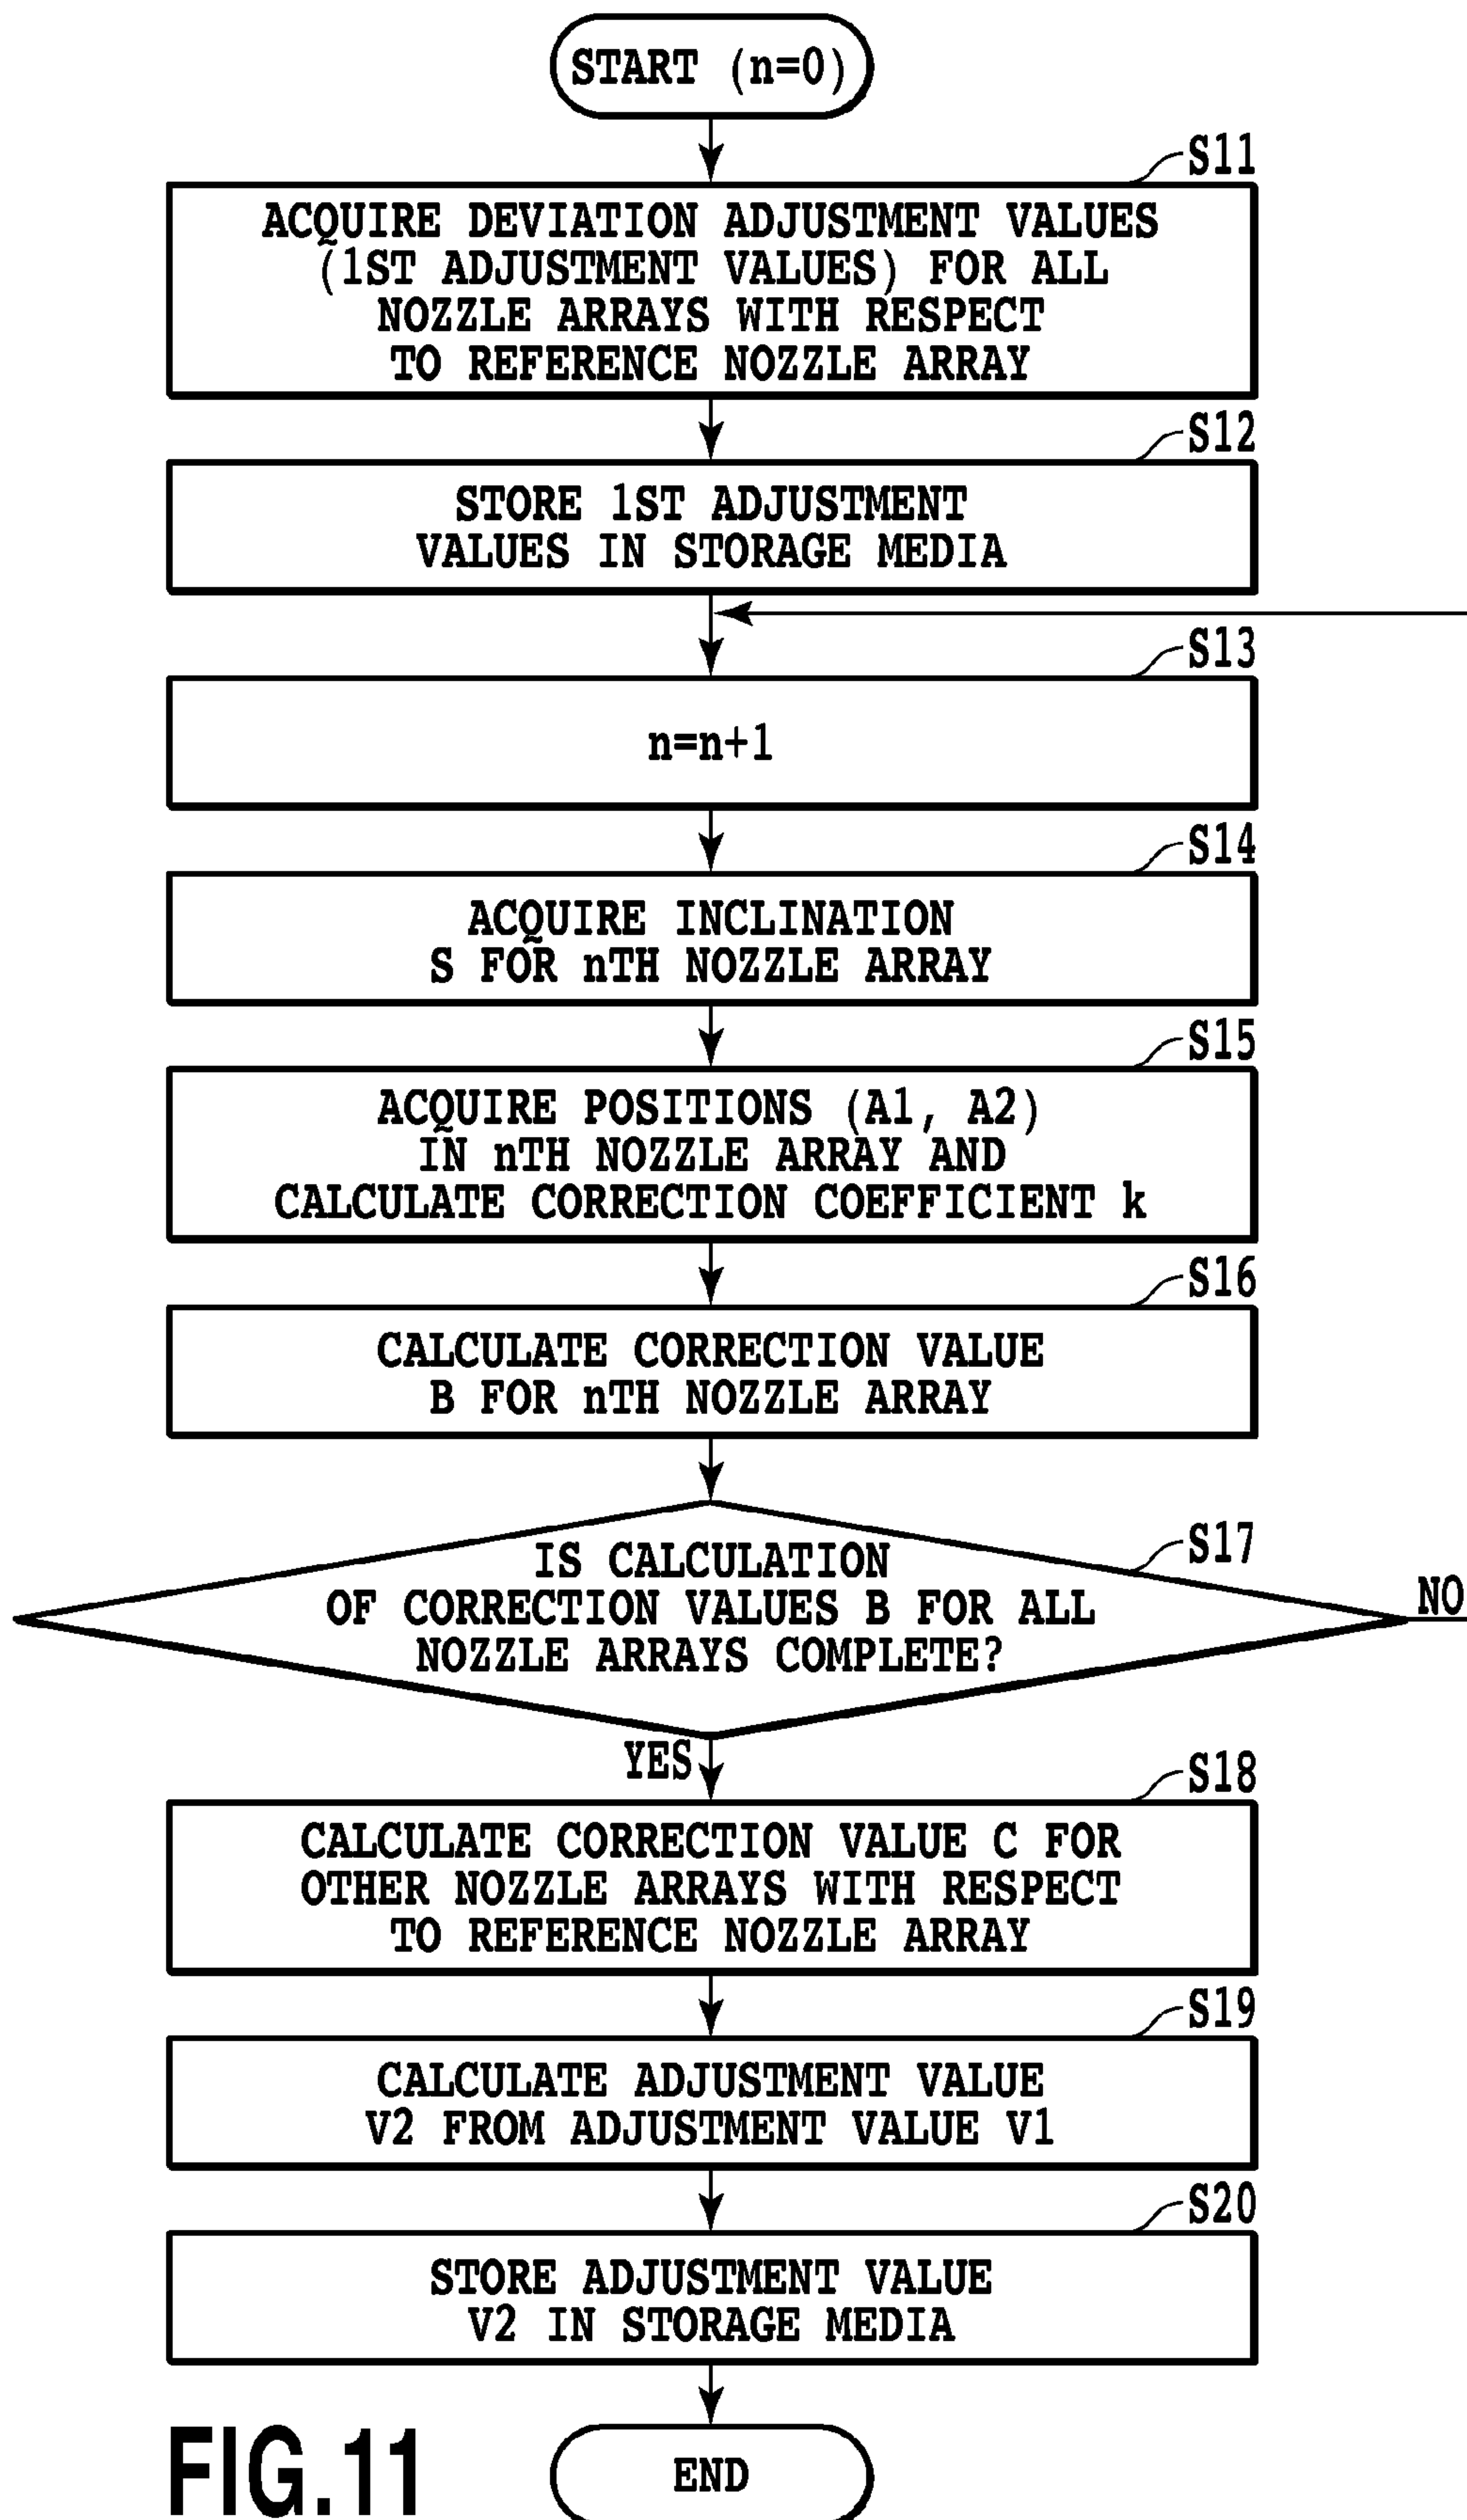 START (n=0)
S11
ACQUIRE DEVIATION ADJUSTMENT VALUES
(1ST ADJUSTMENT VALUES) FOR ALL
NOZZLE ARRAYS WITH RESPECT
TO REFERENCE NOZZLE ARRAY
S12
STORE 1ST ADJUSTMENT
VALUES IN STORAGE MEDIA
S13
n=n+1
S14
ACQUIRE INCLINATION
S FOR nTH NOZZLE ARRAY
S15
ACQUIRE POSITIONS (A1, A2)
IN nTH NOZZLE ARRAY AND
CALCULATE CORRECTION COEFFICIENT k
S16
CALCULATE CORRECTION VALUE
B FOR nTH NOZZLE ARRAY
S17
IS CALCULATION
OF CORRECTION VALUES B FOR ALL
NOZZLE ARRAYS COMPLETE?
NO
YES
S18
CALCULATE CORRECTION VALUE C FOR
OTHER NOZZLE ARRAYS WITH RESPECT
TO REFERENCE NOZZLE ARRAY
S19
CALCULATE ADJUSTMENT VALUE
V2 FROM ADJUSTMENT VALUE V1
S20
STORE ADJUSTMENT VALUE
V2 IN STORAGE MEDIA
END
FIG.11